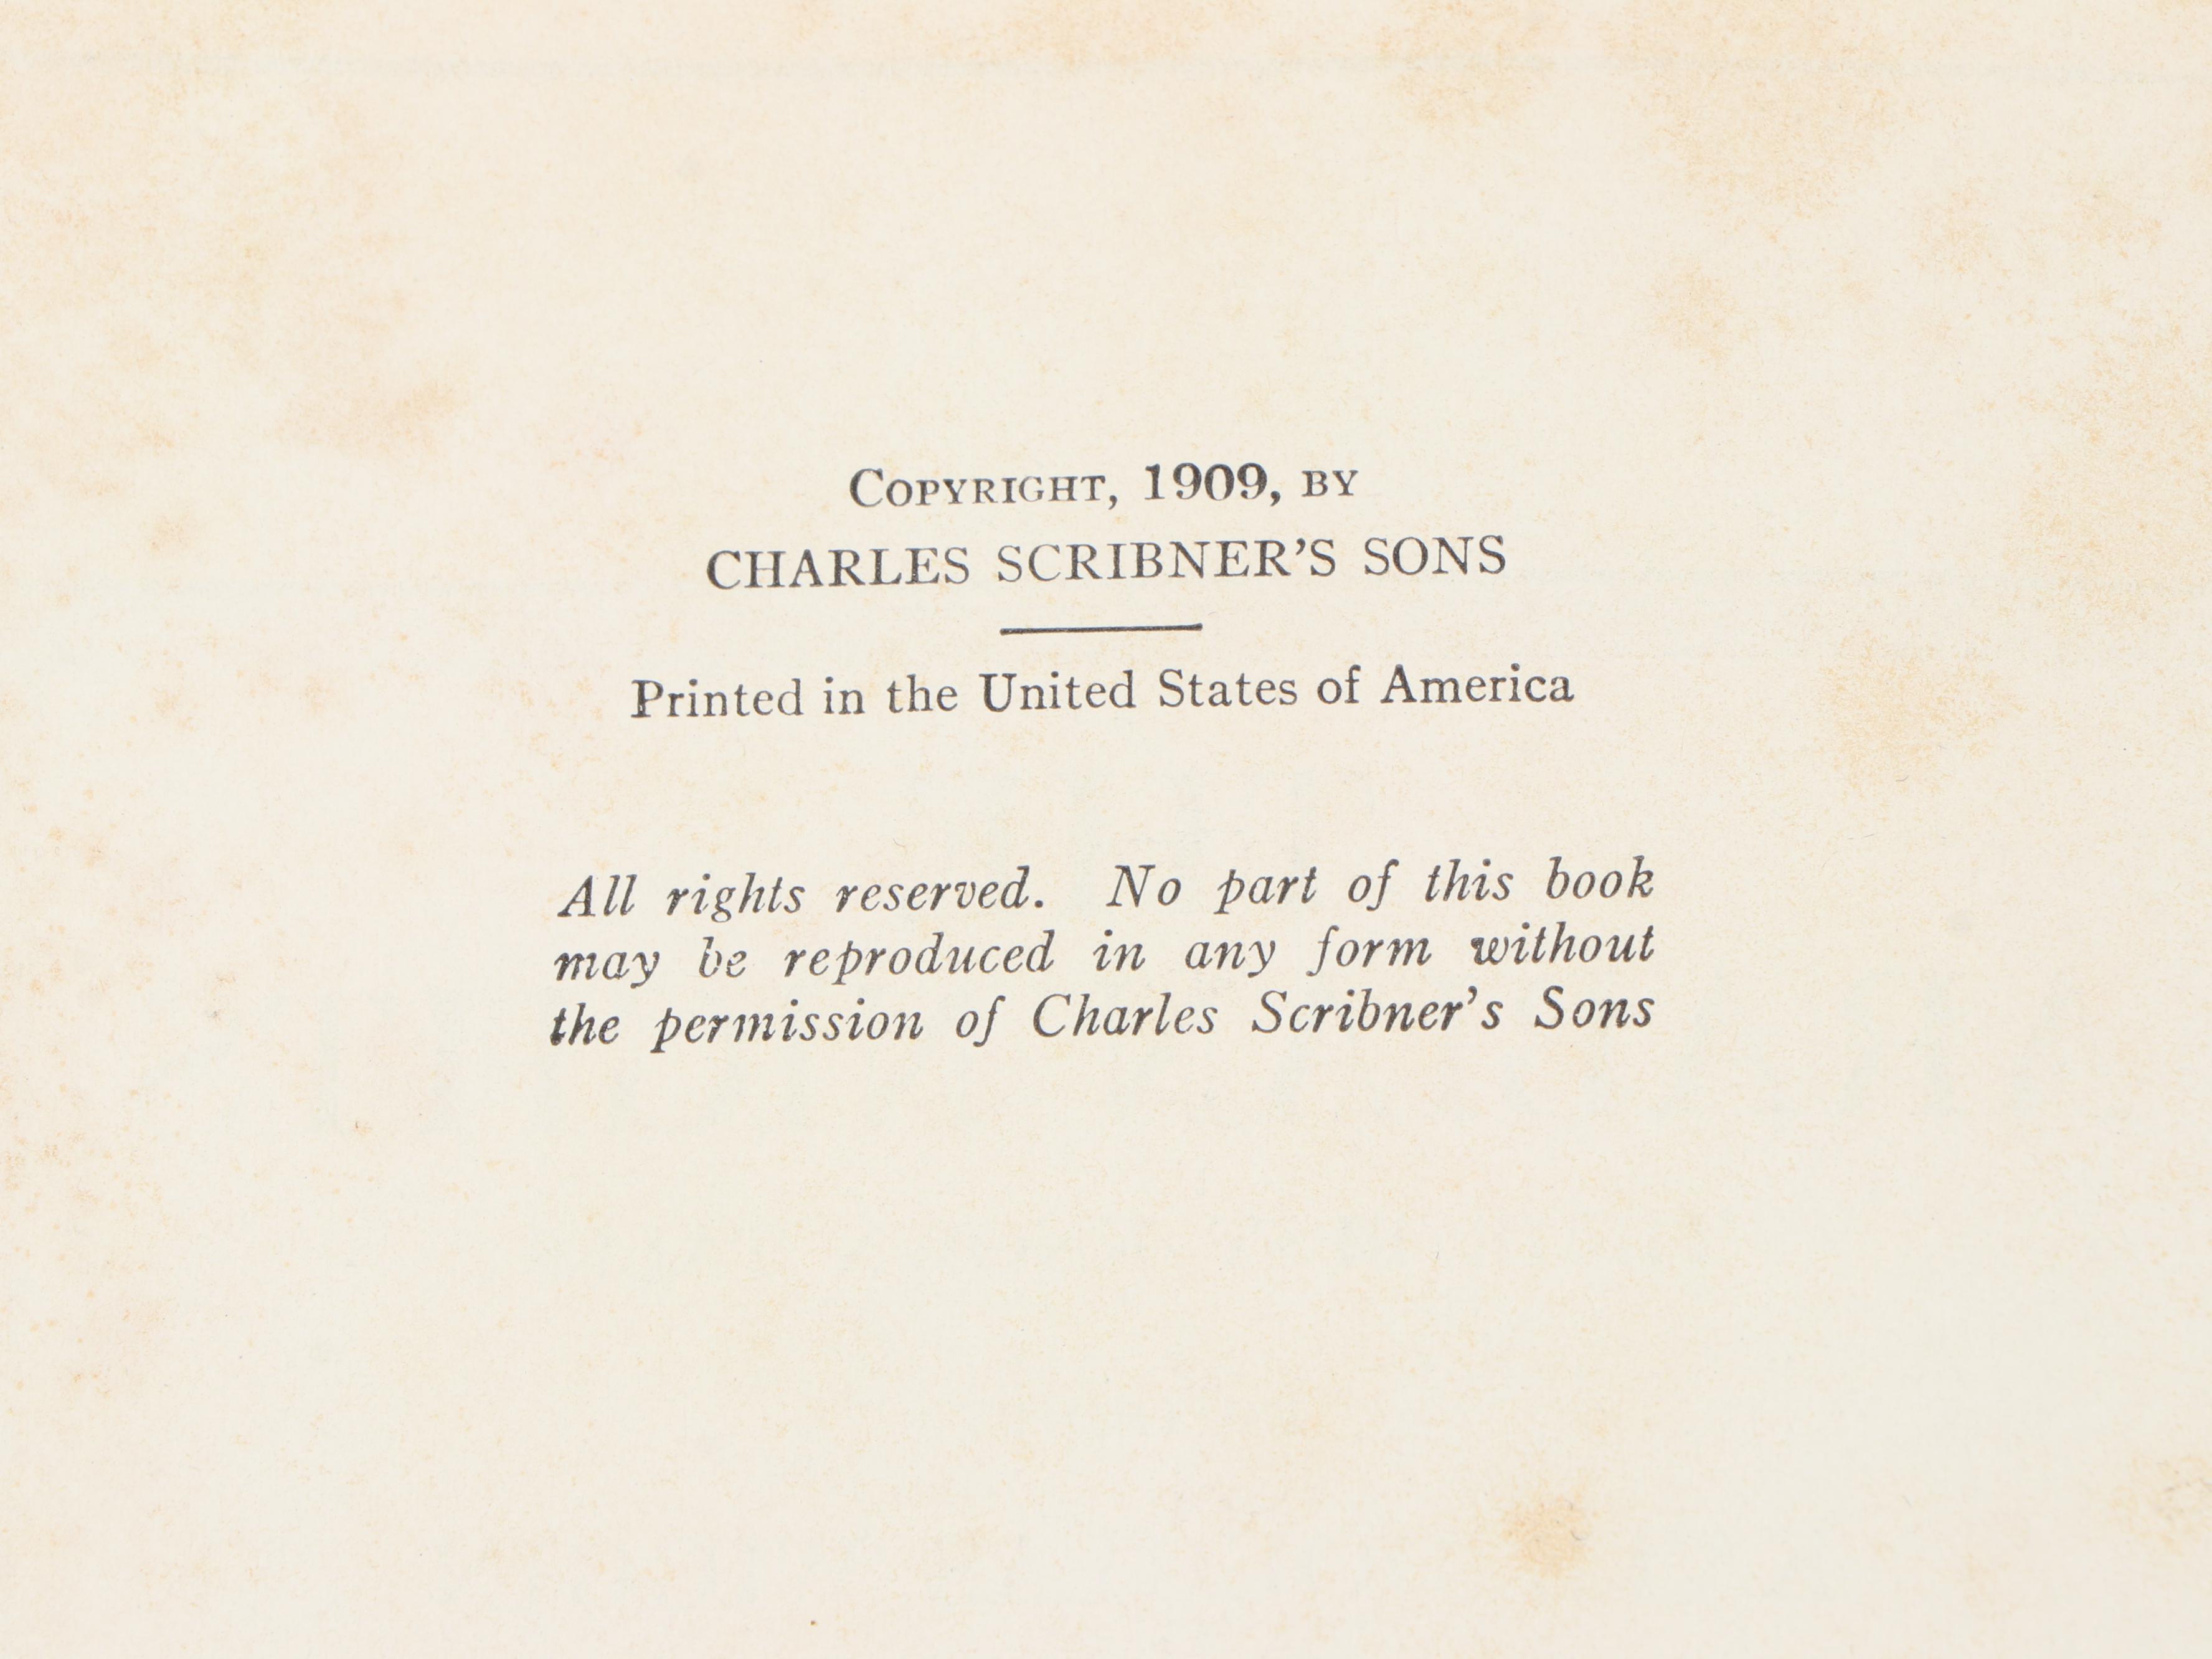 Copyright, 1909, by
CHARLES SCRIBNER'S SONS
Printed in the United States of America
All rights reserved. No part of this book
may be reproduced in any form without
the permission of Charles Scribner's Sons